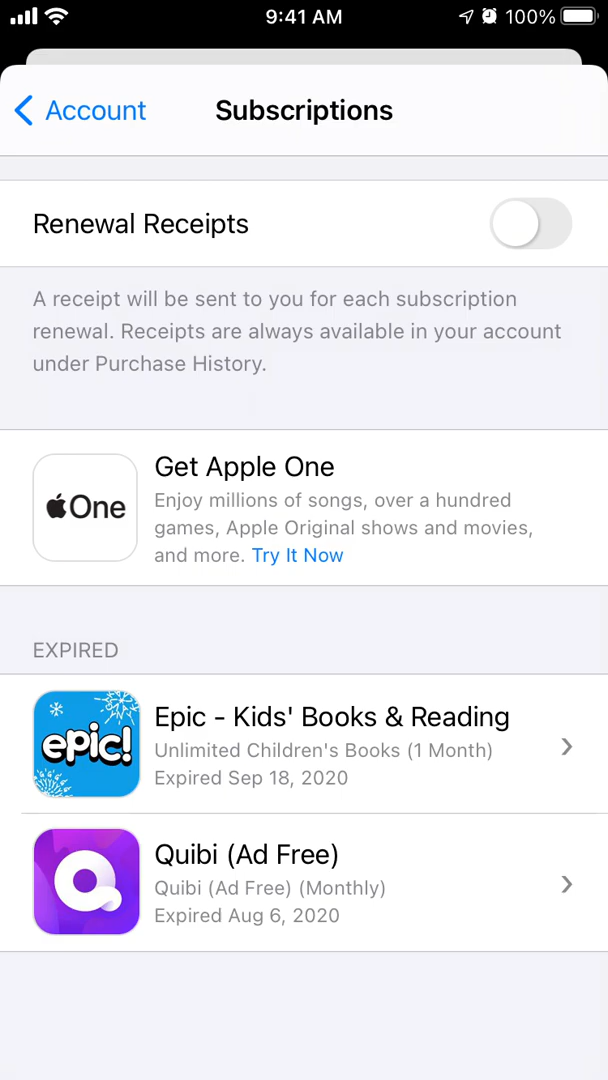 9:41 AM
100%
Account
Subscriptions
Renewal Receipts
A receipt will be sent to you for each subscription
renewal. Receipts are always available in your account
under Purchase History.
One
Get Apple One
Enjoy millions of songs, over a hundred
games, Apple Original shows and movies,
and more. Try It Now
EXPIRED
epic!
Epic - Kids' Books & Reading
Unlimited Children's Books (1 Month)
Expired Sep 18, 2020
Quibi (Ad Free)
Quibi (Ad Free) (Monthly)
Expired Aug 6, 2020